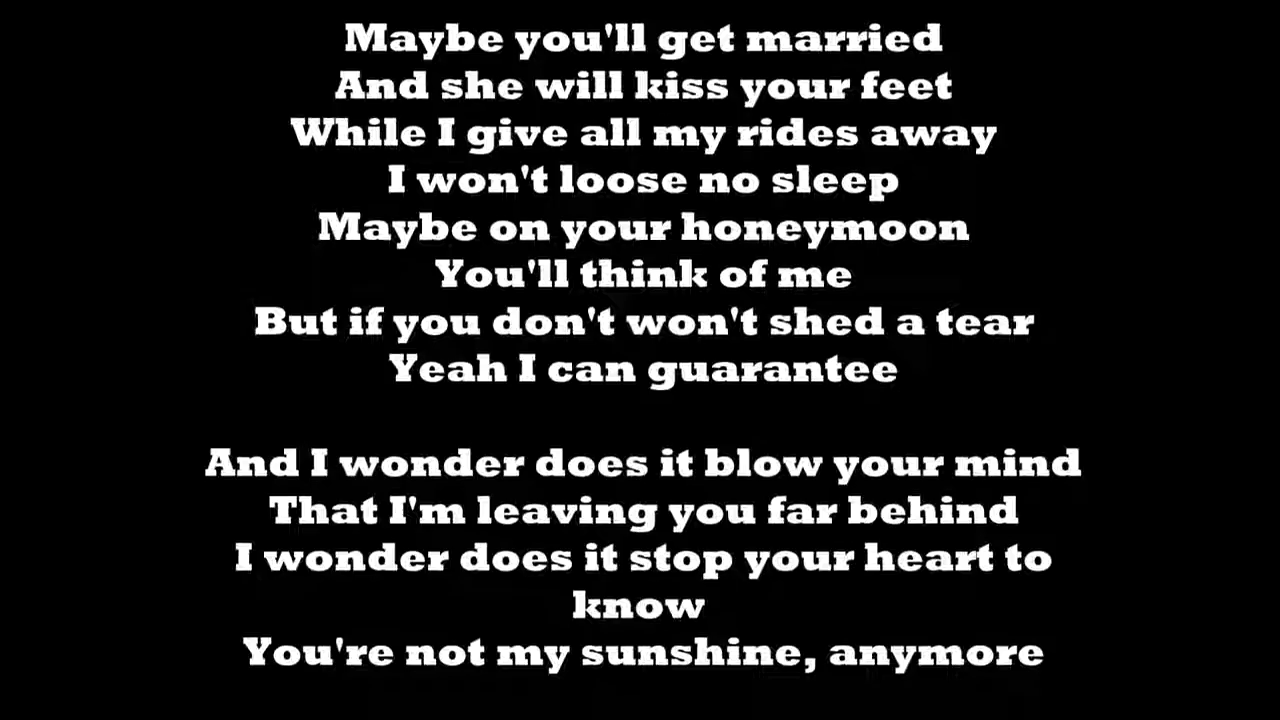 Maybe you'll get married
And she will kiss your feet
While I give all my rides away
I won't loose no sleep
Maybe on your honeymoon
You'll think of me
But if you don't won't shed a tear
Yeah I can guarantee
And I wonder does it blow your mind
That I'm leaving you far behind
I wonder does it stop your heart to
know
You're not my sunshine, anymore